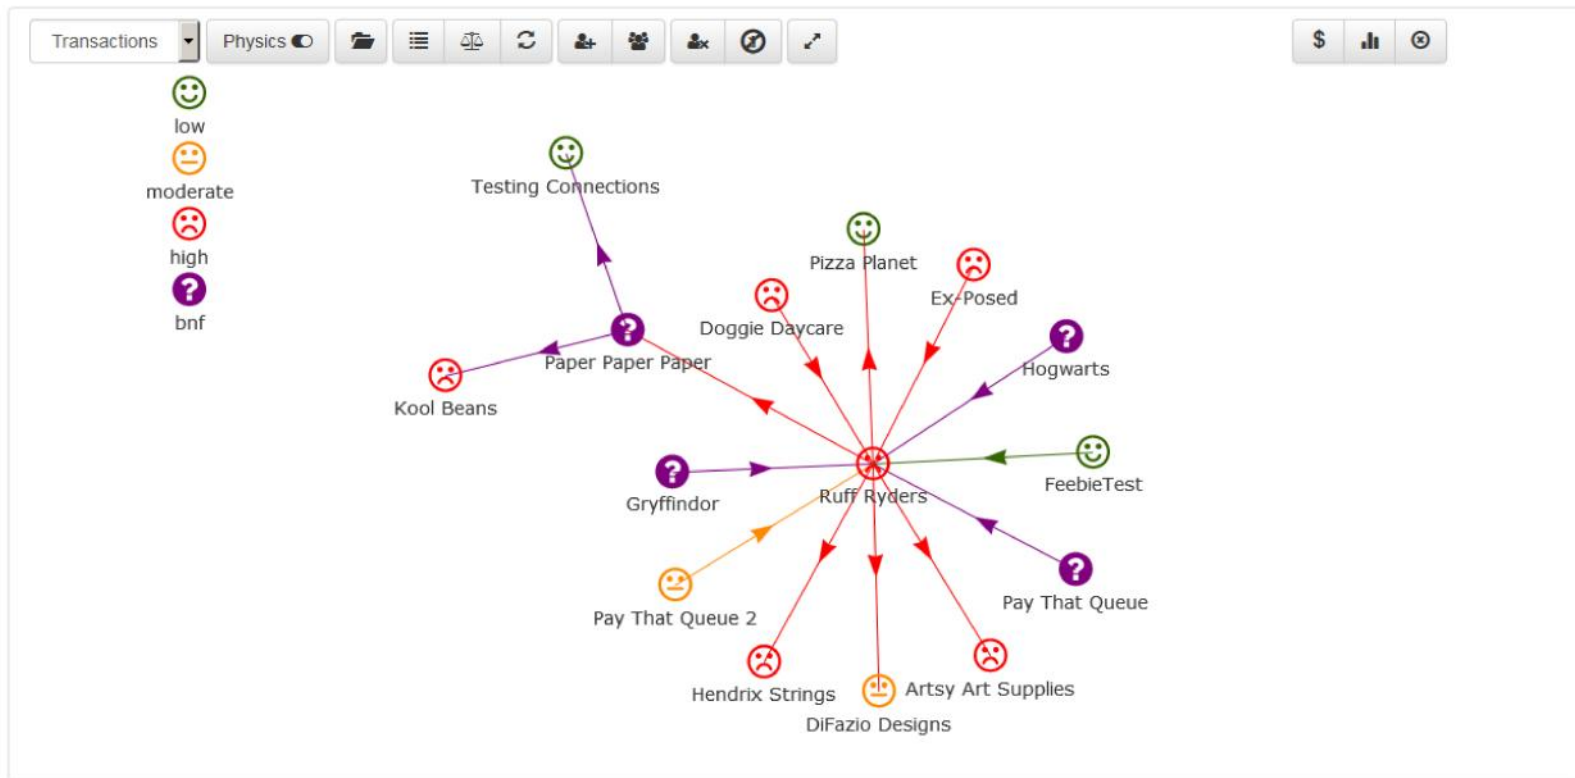 Transactions
Physics
$
low
moderate
high
bnf
Testing Connections
Pizza Planet
Ex-Posed
Doggie Daycare
Paper Paper Paper
Hogwarts
Kool Beans
Gryffindor
Ruff Ryders
FeebieTest
Pay That Queue 2
Pay That Queue
Hendrix Strings
Artsy Art Supplies
DiFazio Designs